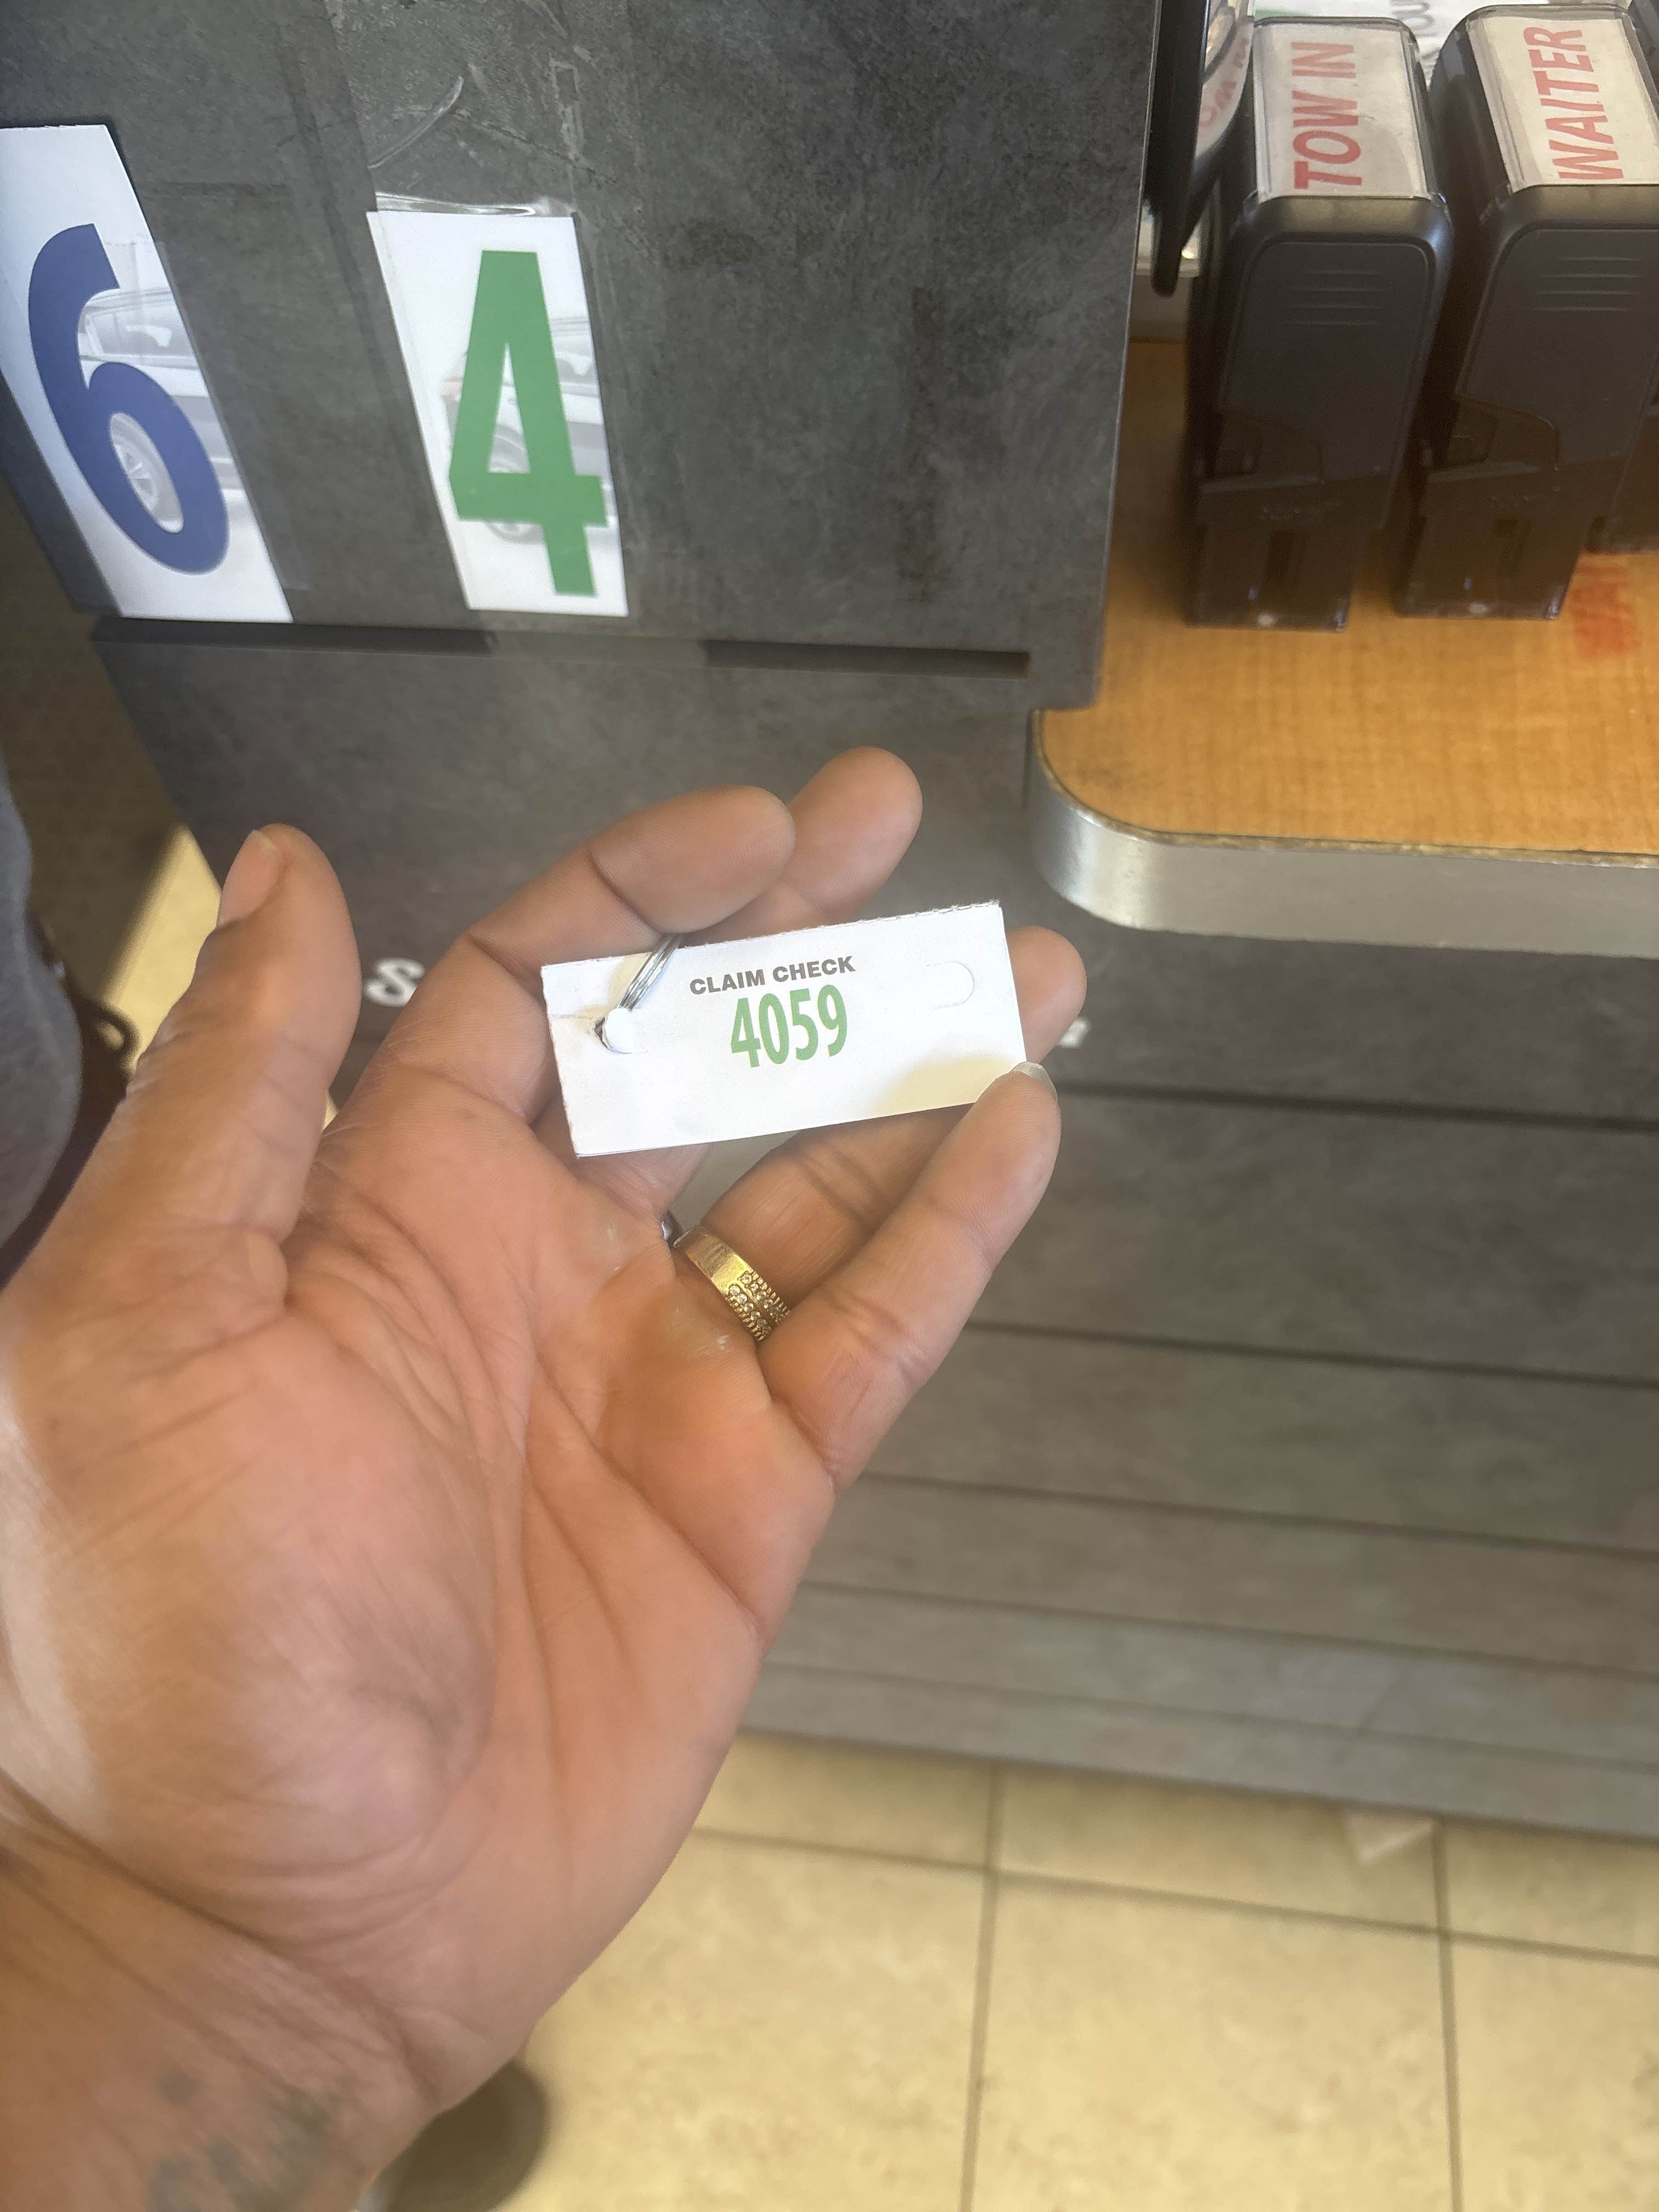 6
4
TOW IN
WAITER
CLAIM CHECK
4059